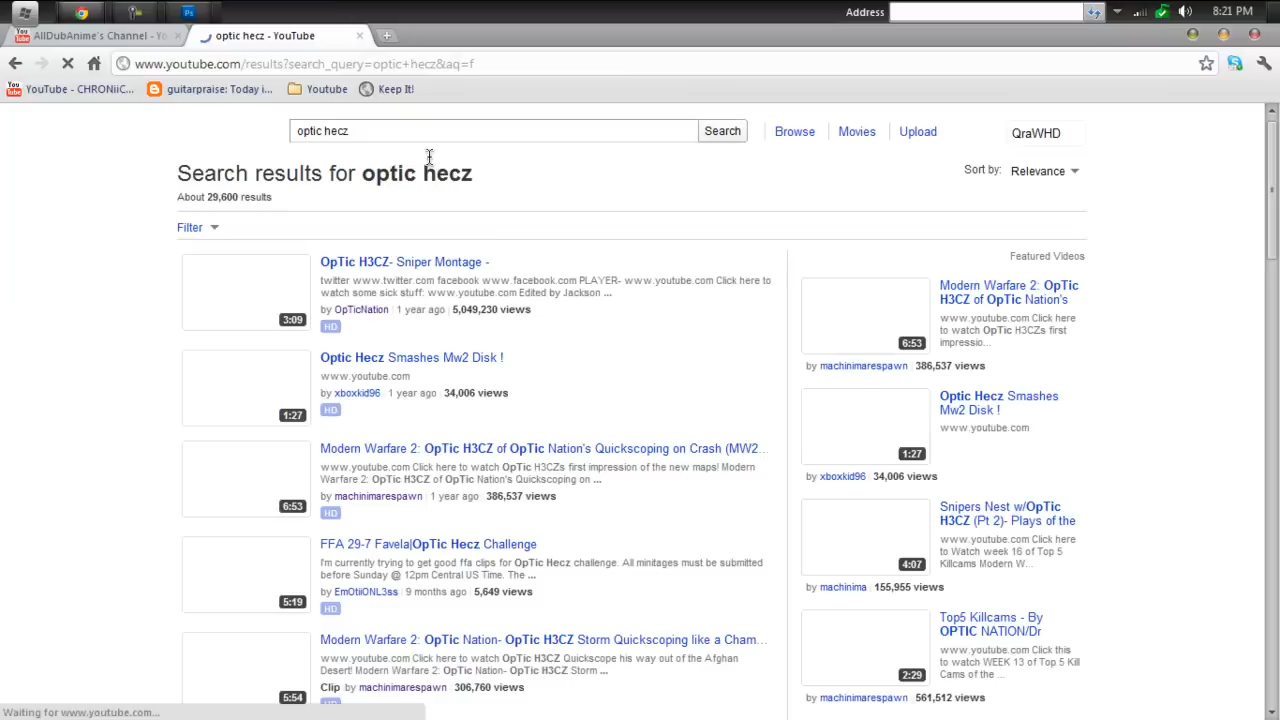 Address
8:21 PM
AllDubAnime's Channel - Yo
optic hecz - YouTube
www.youtube.com/results?search_query=optic+hecz&aq=f
YouTube - CHRONiiC...
guitarpraise: Today i...
Youtube
Keep It!
optic hecz
Search
Browse
Movies
Upload
QraWHD
Search results for optic hecz
Sort by: Relevance
About 29,600 results
Filter
Featured Videos
OpTic H3CZ- Sniper Montage -
twitter www.twitter.com facebook www.facebook.com PLAYER- www.youtube.com Click here to
watch some sick stuff: www.youtube.com Edited by Jackson ...
by OpTicNation 1 year ago 5,049,230 views
HD
3:09
Optic Hecz Smashes Mw2 Disk !
www.youtube.com
by xboxkid96 1 year ago 34,006 views
HD
1:27
Modern Warfare 2: OpTic H3CZ of OpTic Nation's Quickscoping on Crash (MW2...
www.youtube.com Click here to watch OpTic H3CZs first impression of the new maps! Modern
Warfare 2: OpTic H3CZ of OpTic Nation's Quickscoping on ...
by machinimarespawn 1 year ago 386,537 views
HD
6:53
FFA 29-7 Favela|OpTic Hecz Challenge
I'm currently trying to get good ffa clips for OpTic Hecz challenge. All minitages must be submitted
before Sunday @ 12pm Central US Time. The ...
by EmOtiiONL3ss 9 months ago 5,649 views
HD
5:19
Modern Warfare 2: OpTic Nation- OpTic H3CZ Storm Quickscoping like a Cham...
www.youtube.com Click here to watch OpTic H3CZ Quickscope his way out of the Afghan
Desert! Modern Warfare 2: OpTic Nation- OpTic H3CZ Storm ...
Clip by machinimarespawn 306,760 views
5:54
Modern Warfare 2: OpTic
H3CZ of OpTic Nation's
www.youtube.com Click here
to watch OpTic H3CZs first
impressio...
6:53
by machinimarespawn 386,537 views
Optic Hecz Smashes
Mw2 Disk !
www.youtube.com
1:27
by xboxkid96 34,006 views
Snipers Nest w/OpTic
H3CZ (Pt 2)- Plays of the
www.youtube.com Click here
to Watch week 16 of Top 5
Killcams Modern W...
4:07
by machinima 155,955 views
Top5 Killcams - By
OPTIC NATION/Dr
www.youtube.com Click this
to watch WEEK 13 of Top 5 Kill
Cams of the ...
2:29
by machinimarespawn 561,512 views
Waiting for www.youtube.com...